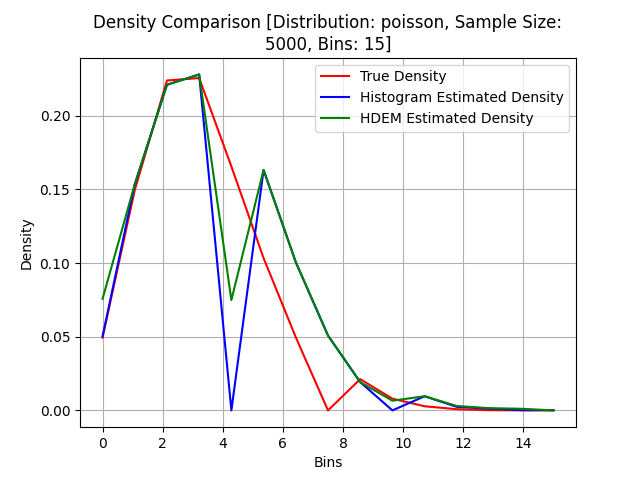 Density Comparison [Distribution: poisson, Sample Size:
5000, Bins: 15]
True Density
Histogram Estimated Density
HDEM Estimated Density
Density
0.20
0.15
0.10
0.05
0.00
0 2 4 6 8 10 12 14
Bins